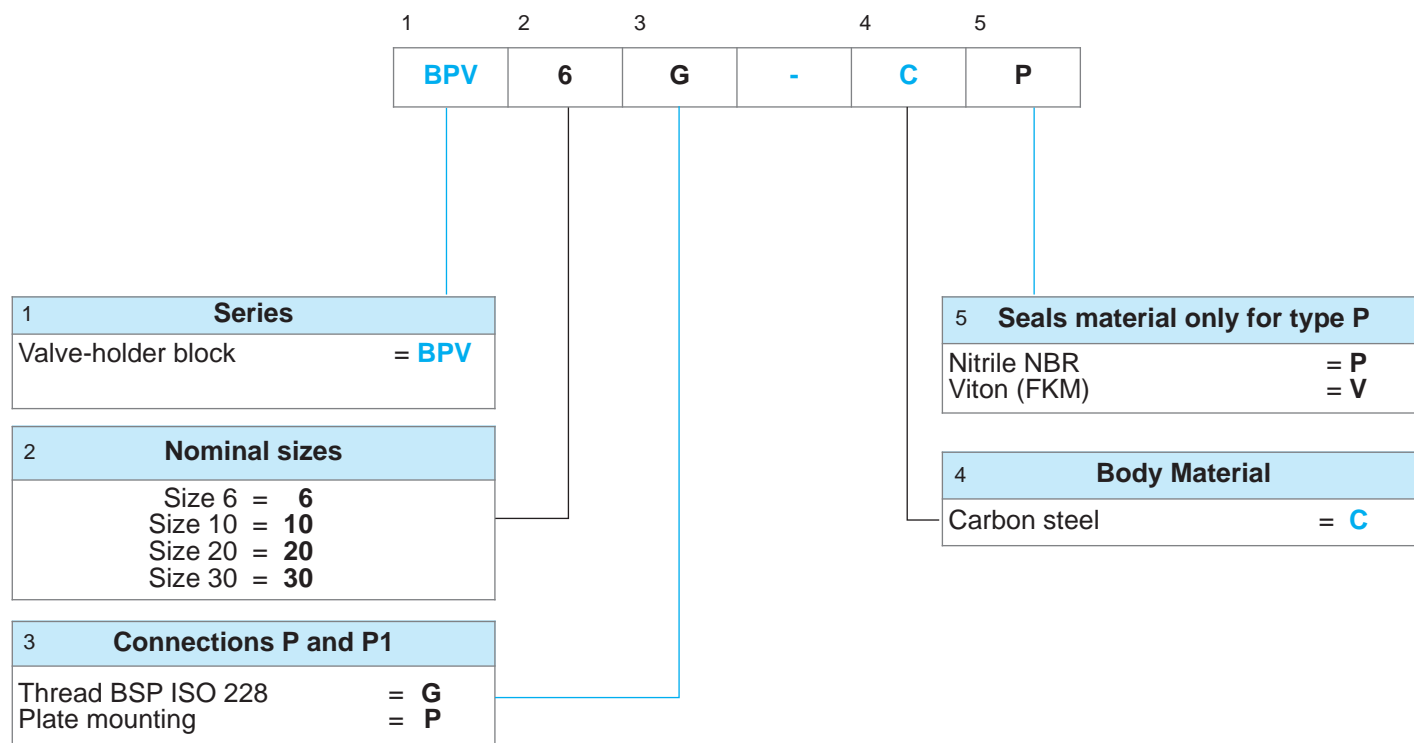 1 2 3 4 5
BPV 6 G - C P
1 Series
Valve-holder block = BPV
2 Nominal sizes
Size 6 = 6
Size 10 = 10
Size 20 = 20
Size 30 = 30
3 Connections P and P1
Thread BSP ISO 228 = G
Plate mounting = P
5 Seals material only for type P
Nitrile NBR = P
Viton (FKM) = V
4 Body Material
Carbon steel = C